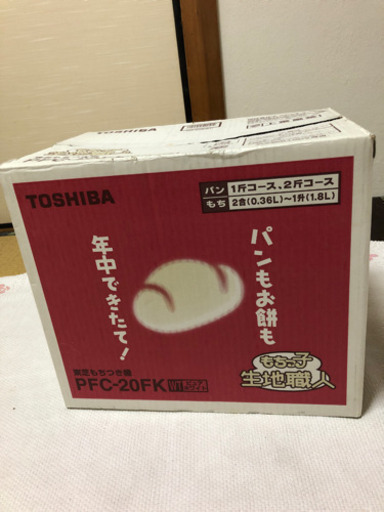 TOSHIBA
TOSHIBA
パン 1斤コース、2斤コース
もち 2合(0.36L)~1升(1.8L)
パンもお餅も
年中できたて!
もちっ子
生地職人
東芝もちつき機
PFC-20FK WT